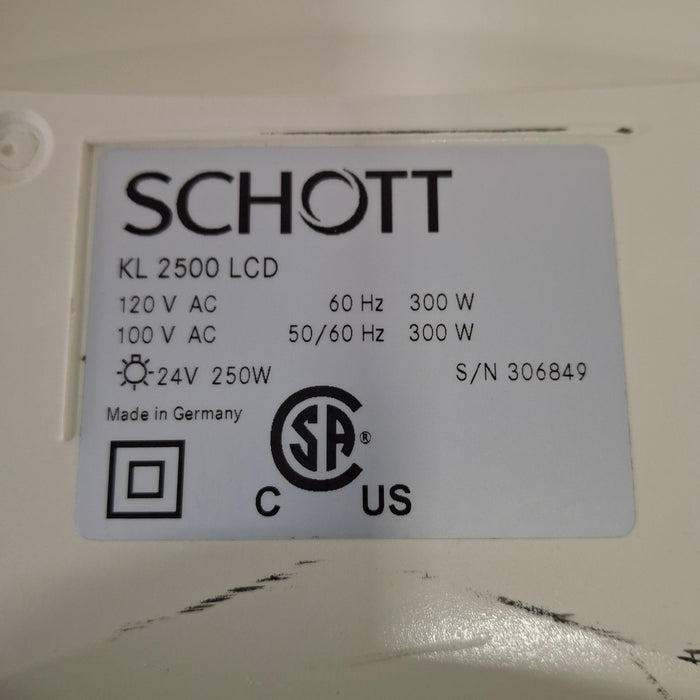 SCHOTT
KL 2500 LCD
120 V AC 60 Hz 300 W
100 V AC 50/60 Hz 300 W
24V 250W S/N 306849
Made in Germany
SA ®
C US